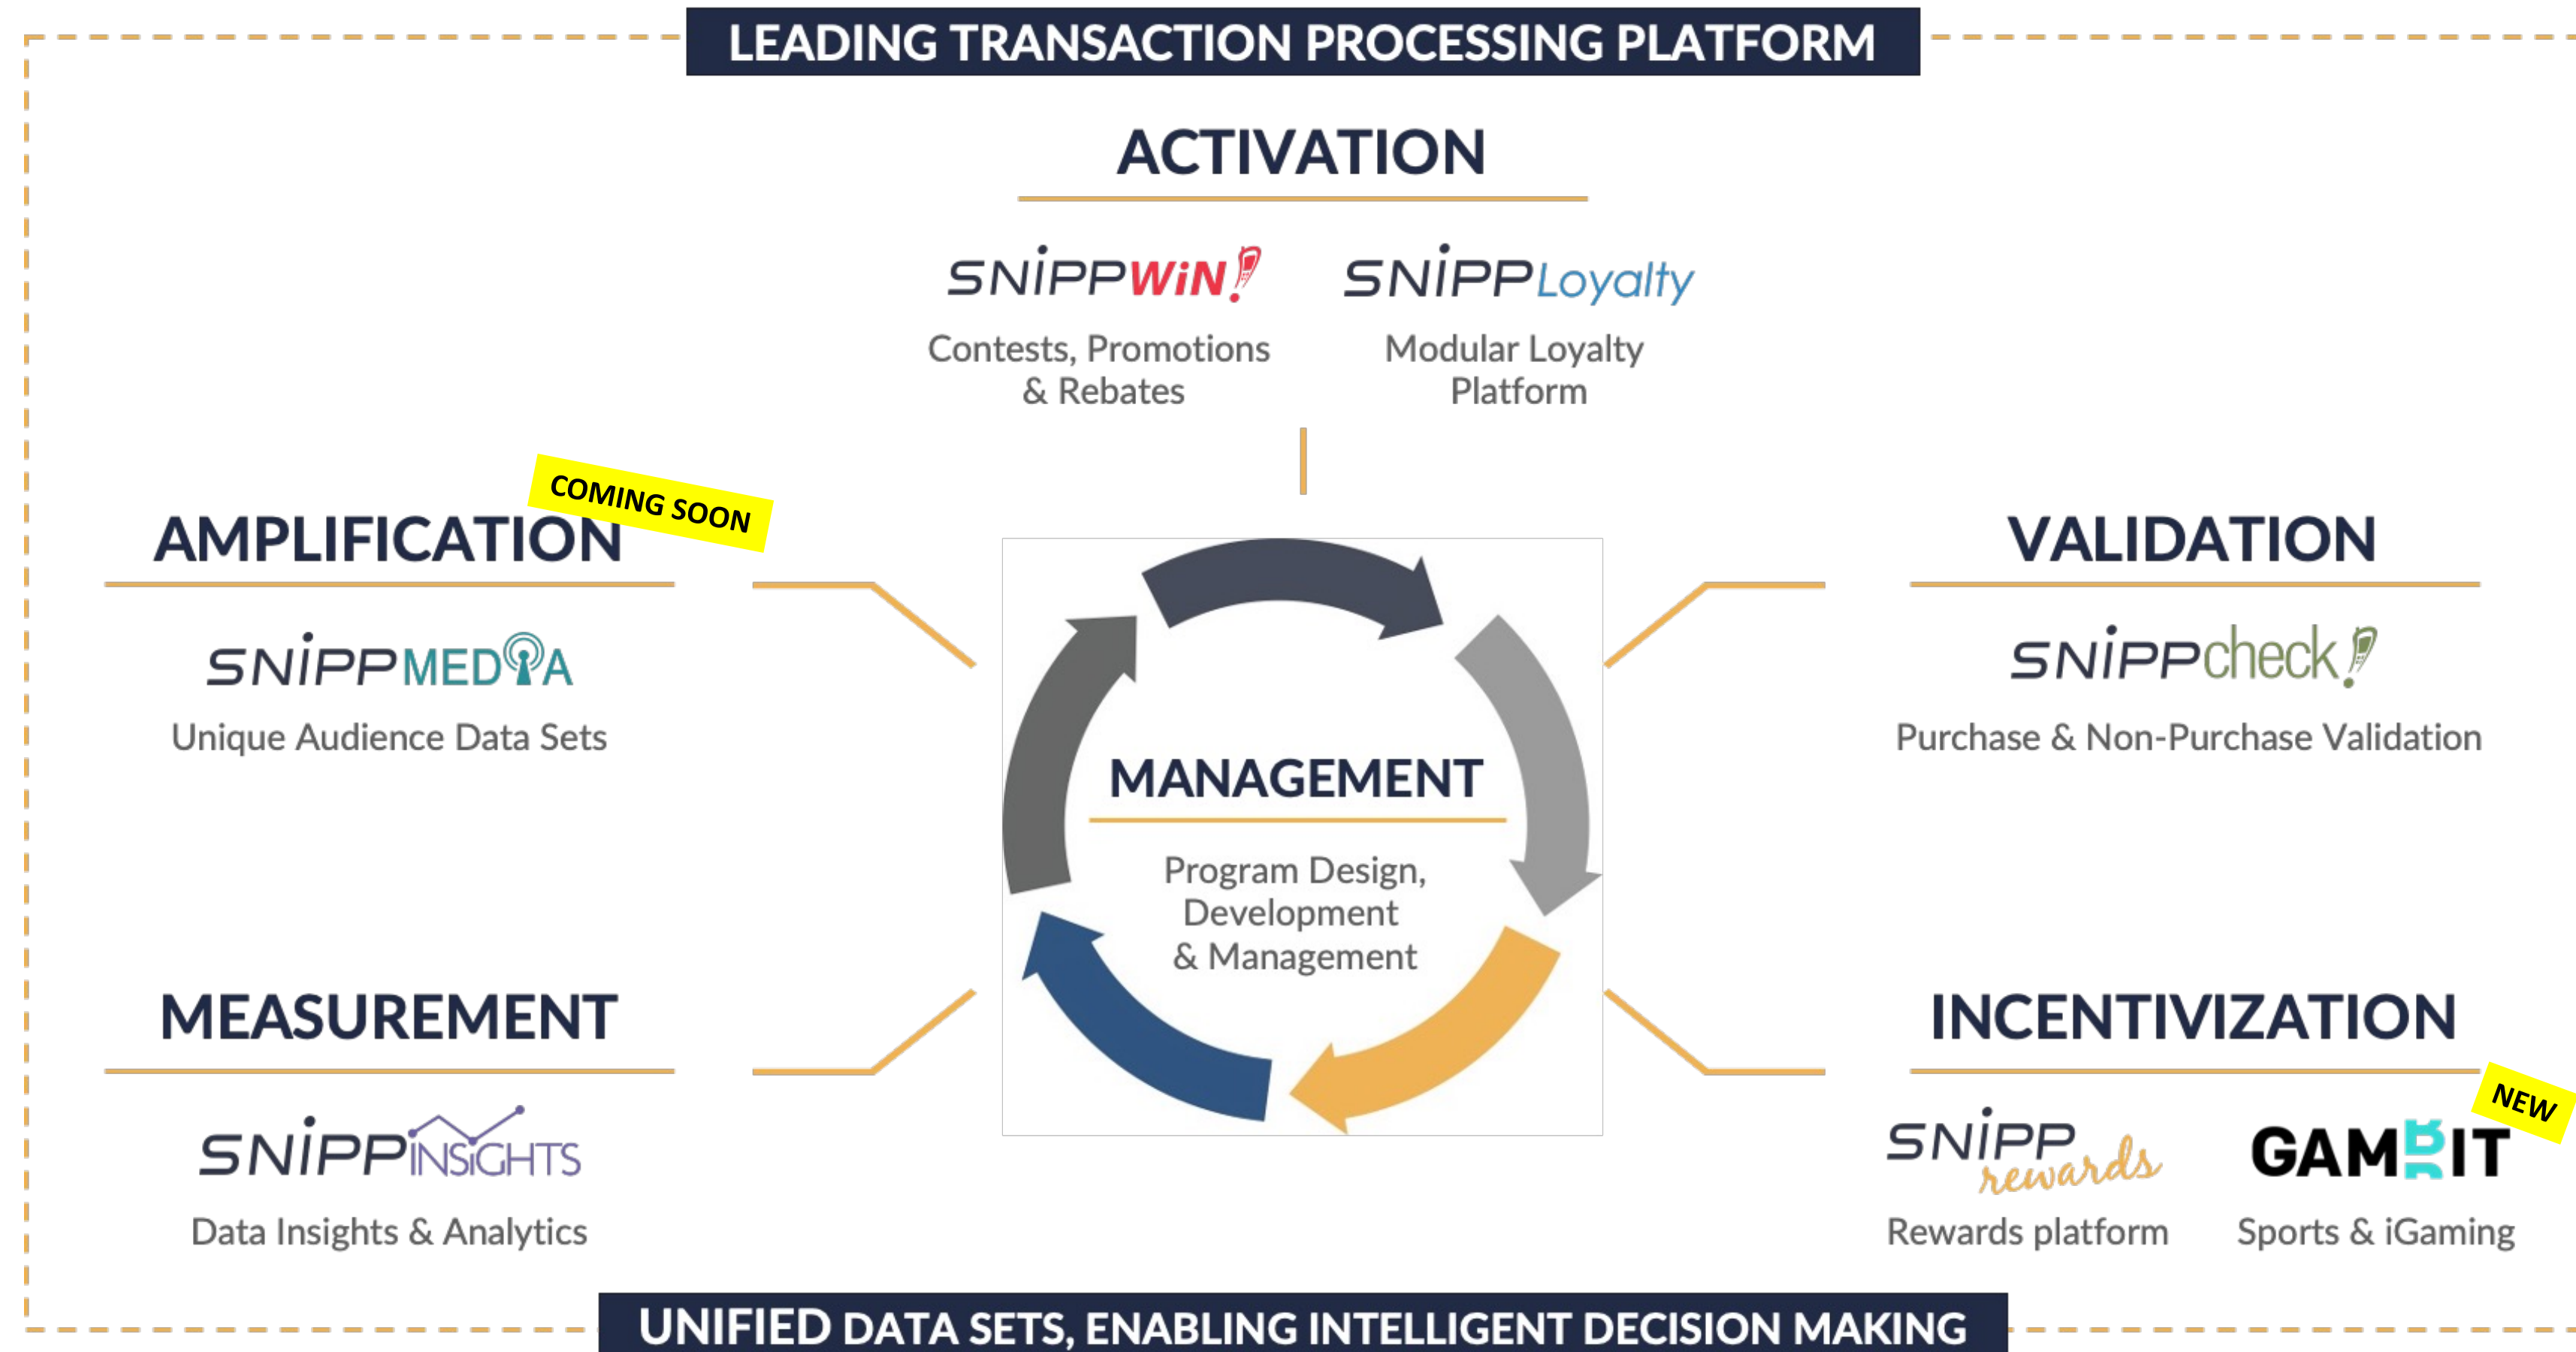 LEADING TRANSACTION PROCESSING PLATFORM
ACTIVATION
SNiPPWiN!
Contests, Promotions
& Rebates
SNiPPLoyalty
Modular Loyalty
Platform
COMING SOON
AMPLIFICATION
SNiPPMEDiA
Unique Audience Data Sets
VALIDATION
SNiPPcheck!
Purchase & Non-Purchase Validation
MANAGEMENT
Program Design,
Development
& Management
MEASUREMENT
SNiPPiNSiGHTS
Data Insights & Analytics
INCENTIVIZATION
SNiPP
rewards
Rewards platform
NEW
GAMBIT
Sports & iGaming
UNIFIED DATA SETS, ENABLING INTELLIGENT DECISION MAKING